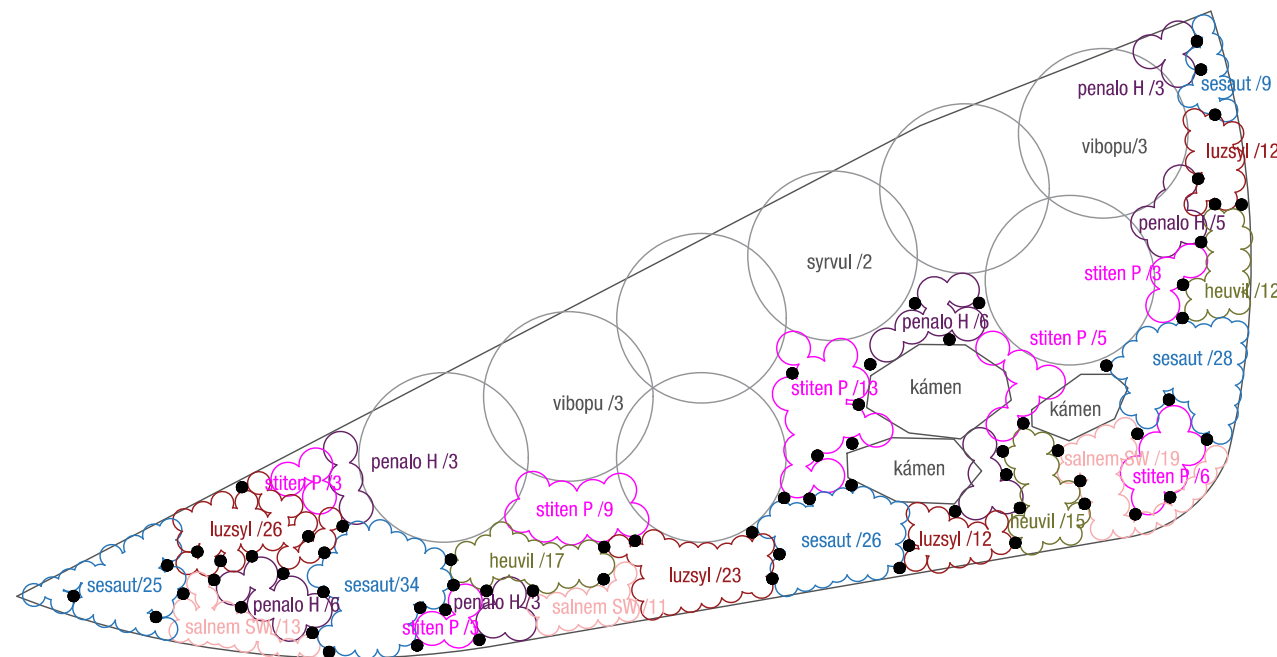 penalo H /3
sesaut /9
vibopu/3
luzsyl /12
penalo H /5
syrvul /2
stiten P /3
heuvil /12
penalo H /6
stiten P /5
sesaut /28
stiten P /13
kámen
kámen
vibopu /3
penalo H /3
salnem SW /19
kámen
stiten P /6
stiten P /3
stiten P /9
heuvil /15
luzsyl /26
sesaut /26
luzsyl /12
heuvil /17
luzsyl /23
sesaut/25
sesaut/34
penalo H /6
penalo H /3
salnem SW /11
salnem SW /13
stiten P /3